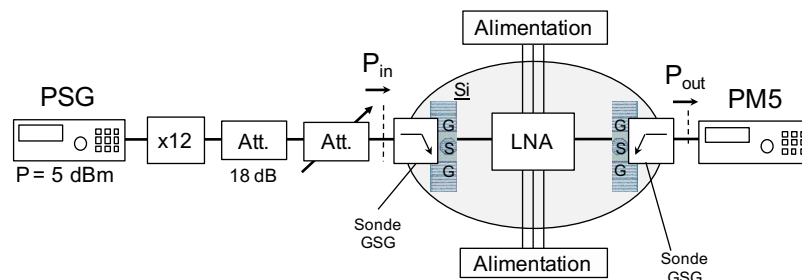 Alimentation
PSG
P = 5 dBm
x12
Att.
18 dB
Att.
Pin
Sonde
GSG
Si
G
S
G
LNA
G
S
G
Pout
PM5
Sonde
GSG
Alimentation